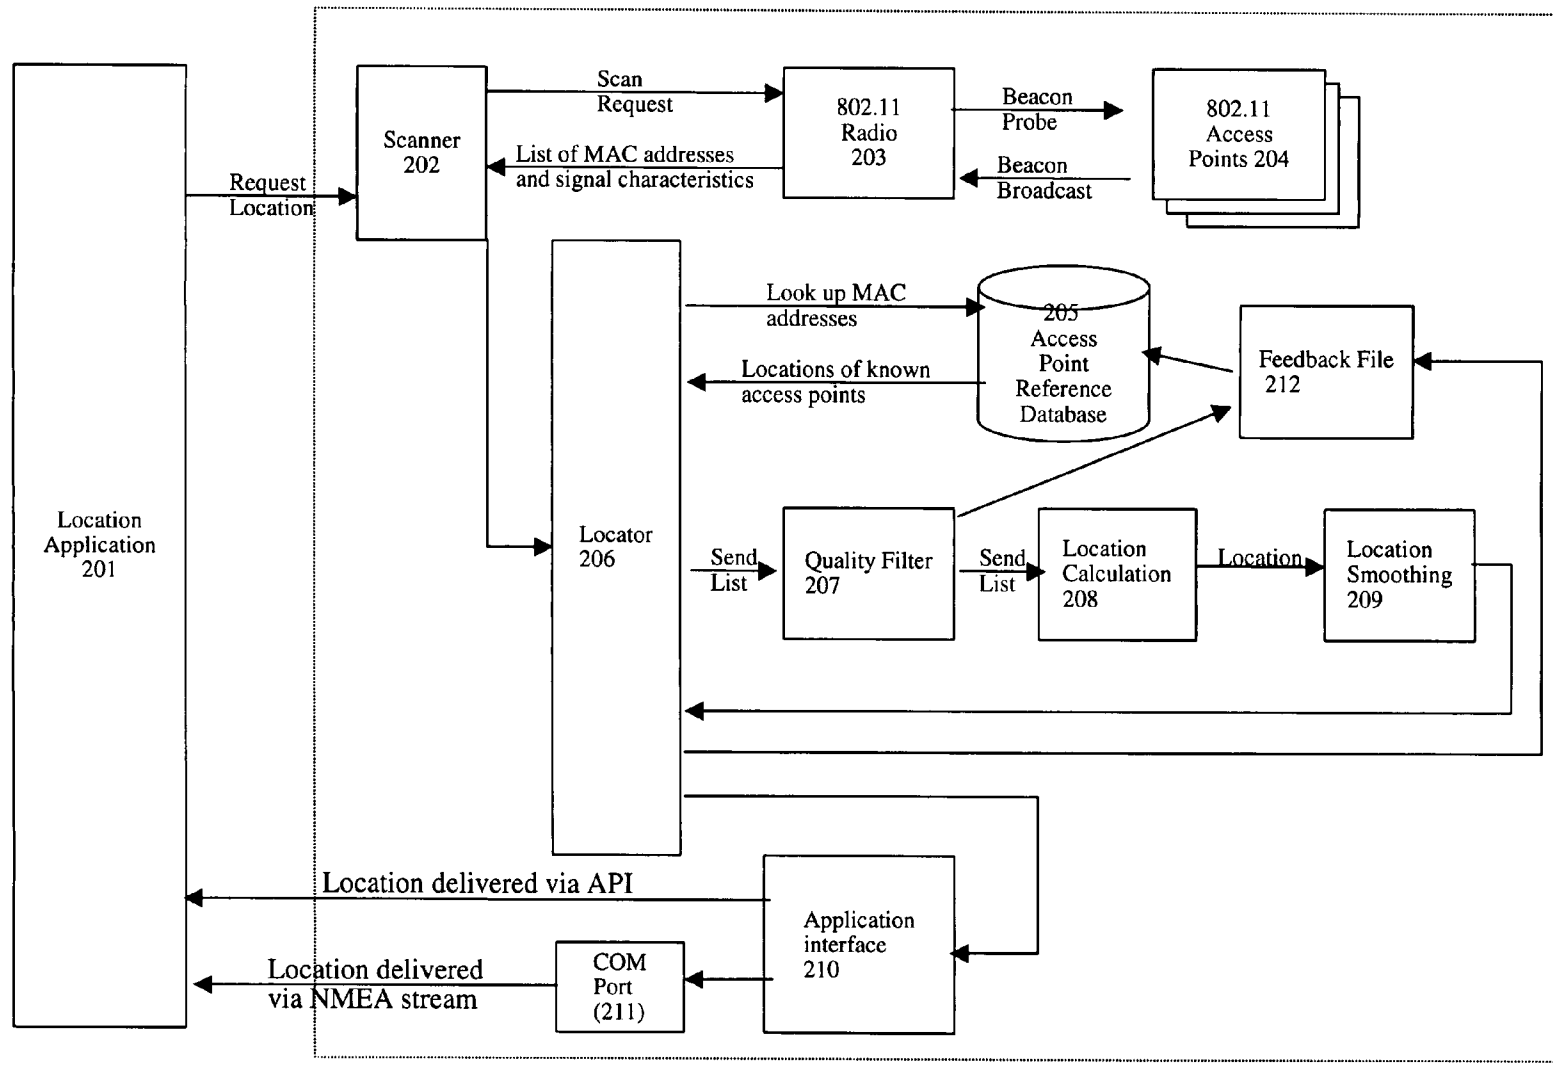 Location
Application
201
Request
Location
Scanner
202
Scan
Request
List of MAC addresses
and signal characteristics
802.11
Radio
203
Beacon
Probe
Beacon
Broadcast
802.11
Access
Points 204
Locator
206
Look up MAC
addresses
Locations of known
access points
205
Access
Point
Reference
Database
Feedback File
212
Send
List
Quality Filter
207
Send
List
Location
Calculation
208
Location
Location
Smoothing
209
Location delivered via API
Application
interface
210
COM
Port
(211)
Location delivered
via NMEA stream